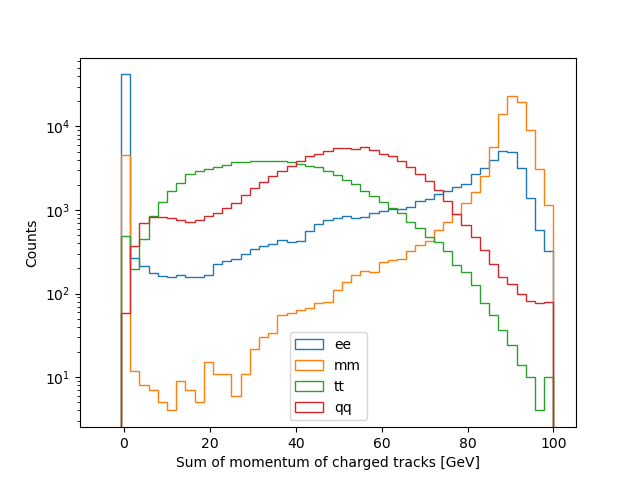 10⁴
10³
10²
10¹
Counts
ee
mm
tt
qq
0
20
40
60
80
100
Sum of momentum of charged tracks [GeV]